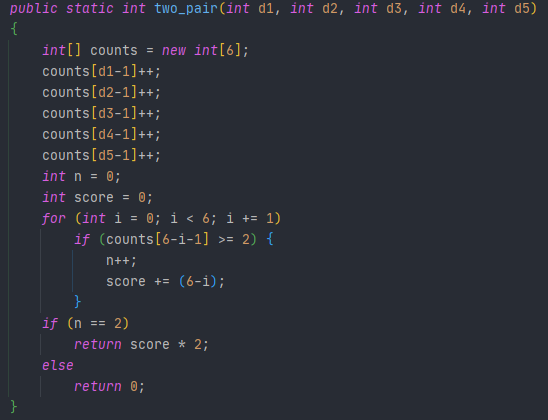 public static int two_pair(int d1, int d2, int d3, int d4, int d5)
{
    int[] counts = new int[6];
    counts[d1-1]++;
    counts[d2-1]++;
    counts[d3-1]++;
    counts[d4-1]++;
    counts[d5-1]++;
    int n = 0;
    int score = 0;
    for (int i = 0; i < 6; i += 1)
        if (counts[6-i-1] >= 2) {
            n++;
            score += (6-i);
        }
    if (n == 2)
        return score * 2;
    else
        return 0;
}